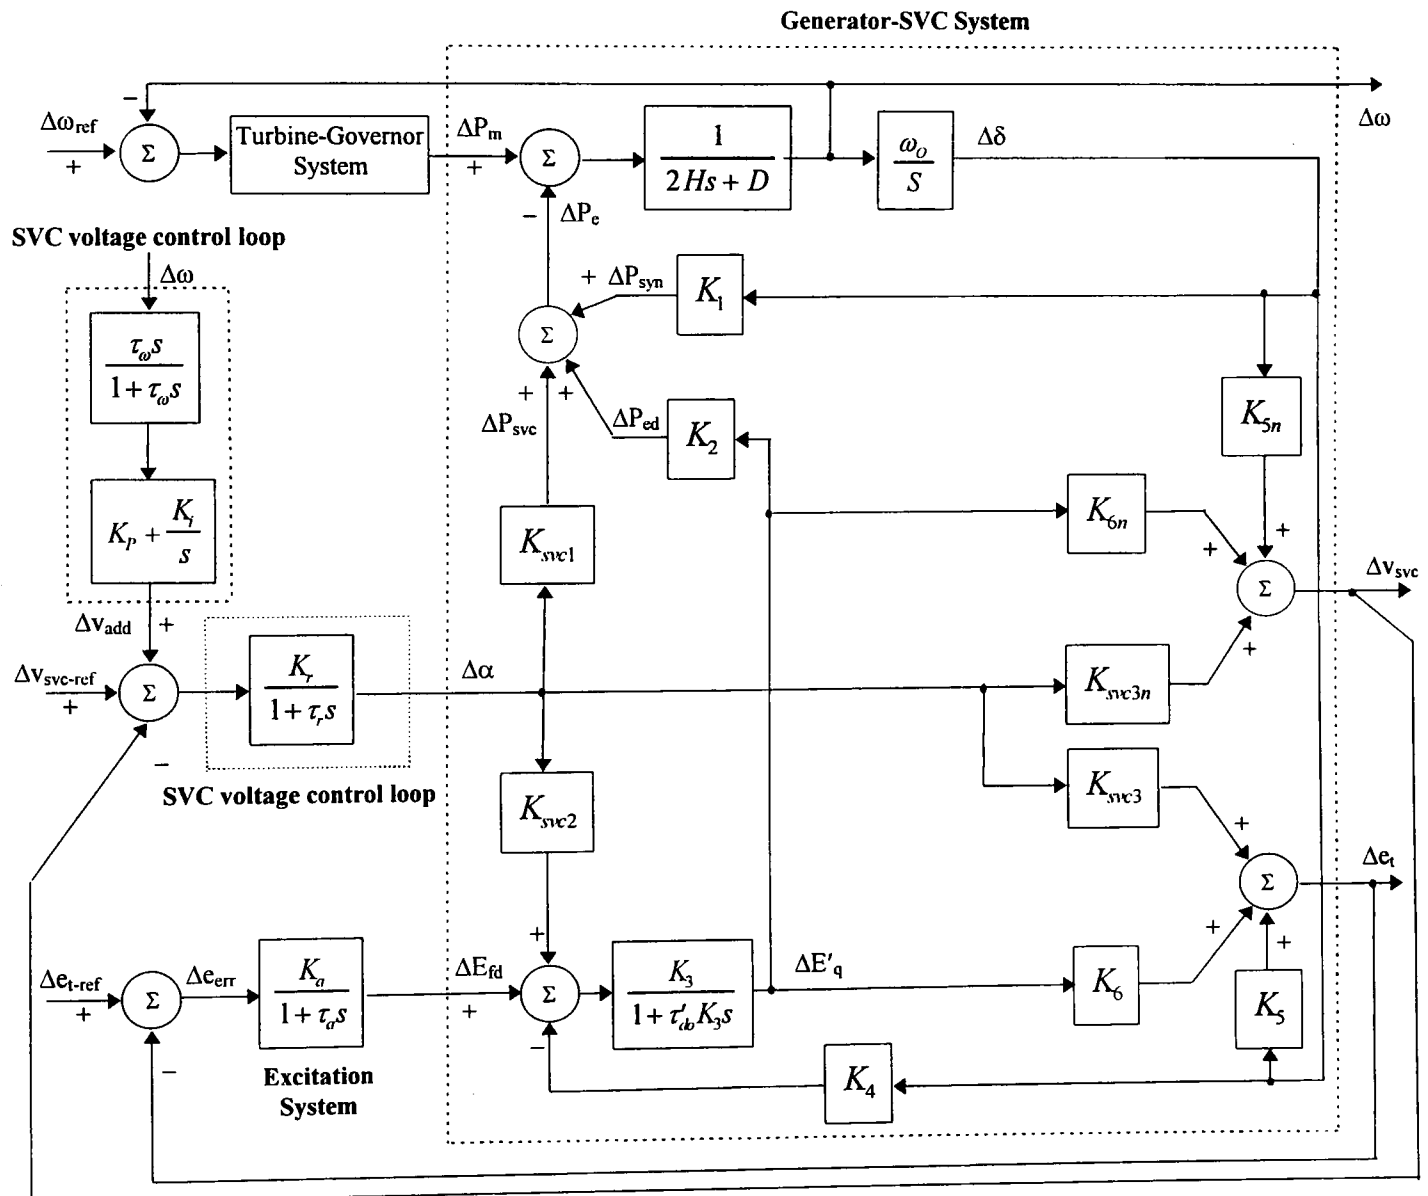 Generator-SVC System
−
Δω_ref
+
Σ
Turbine-Governor
System
ΔP_m
+
Σ
1
2Hs + D
ω_o
S
Δδ
Δω
−
ΔP_e
SVC voltage control loop
Δω
τ_ω s
1 + τ_ω s
K_P + K_i
s
Δv_add
+
+ ΔP_syn
K_1
Σ
+
+
ΔP_svc
ΔP_ed
K_2
K_5n
K_svc1
K_6n
+
+
Σ
Δv_svc
+
Δv_svc-ref
+
Σ
−
K_r
1 + τ_r s
SVC voltage control loop
Δα
K_svc3n
K_svc3
K_svc2
+
Σ
Δe_t
+
+
+
Δe_t-ref
+
Σ
−
Δe_err
K_a
1 + τ_a s
Excitation
System
ΔE_fd
+
Σ
−
K_3
1 + τ′_do K_3 s
ΔE′_q
K_6
K_5
K_4